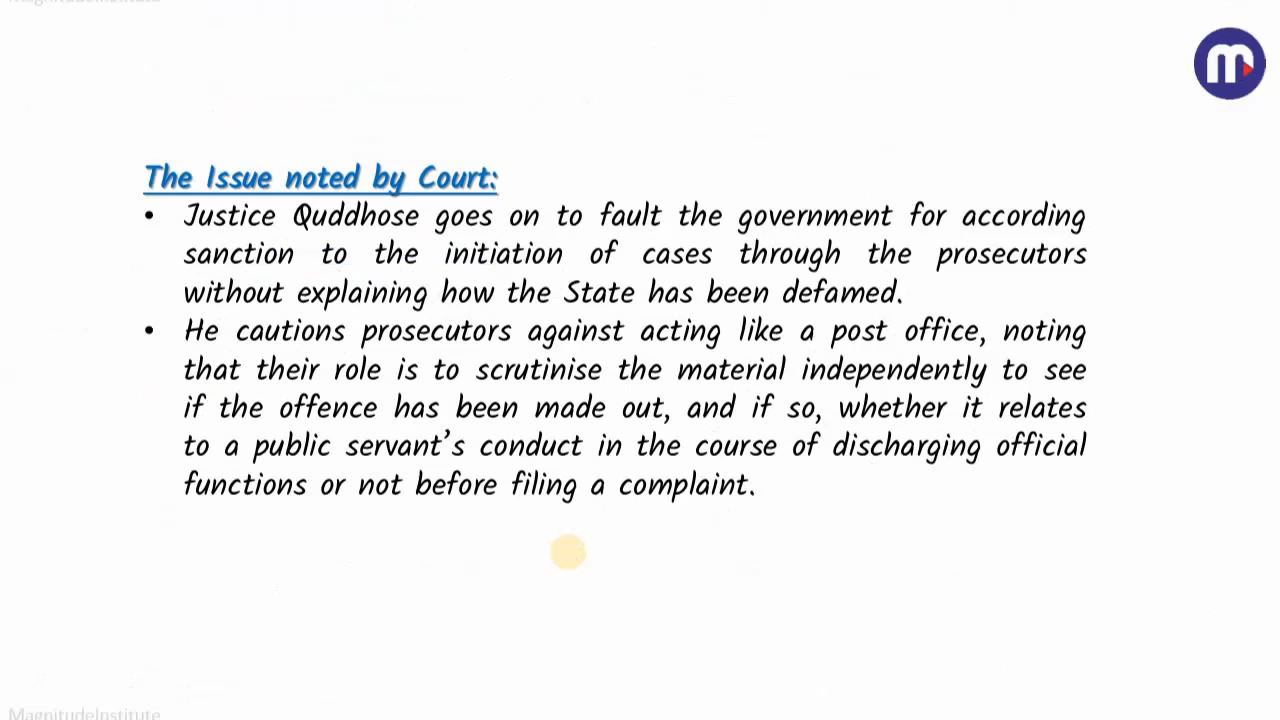 MagnitudeInstitute
The Issue noted by Court:
• Justice Quddhose goes on to fault the government for according
sanction to the initiation of cases through the prosecutors
without explaining how the State has been defamed.
• He cautions prosecutors against acting like a post office, noting
that their role is to scrutinise the material independently to see
if the offence has been made out, and if so, whether it relates
to a public servant’s conduct in the course of discharging official
functions or not before filing a complaint.
MagnitudeInstitute